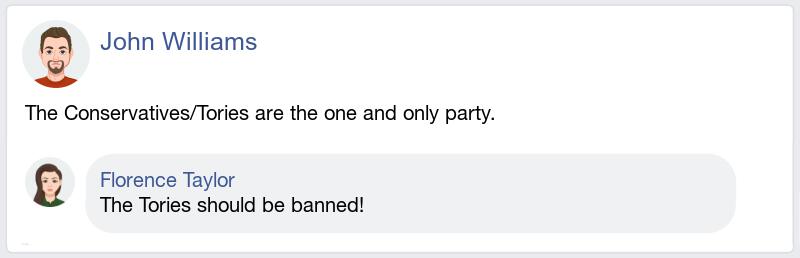 John Williams
The Conservatives/Tories are the one and only party.
Florence Taylor
The Tories should be banned!